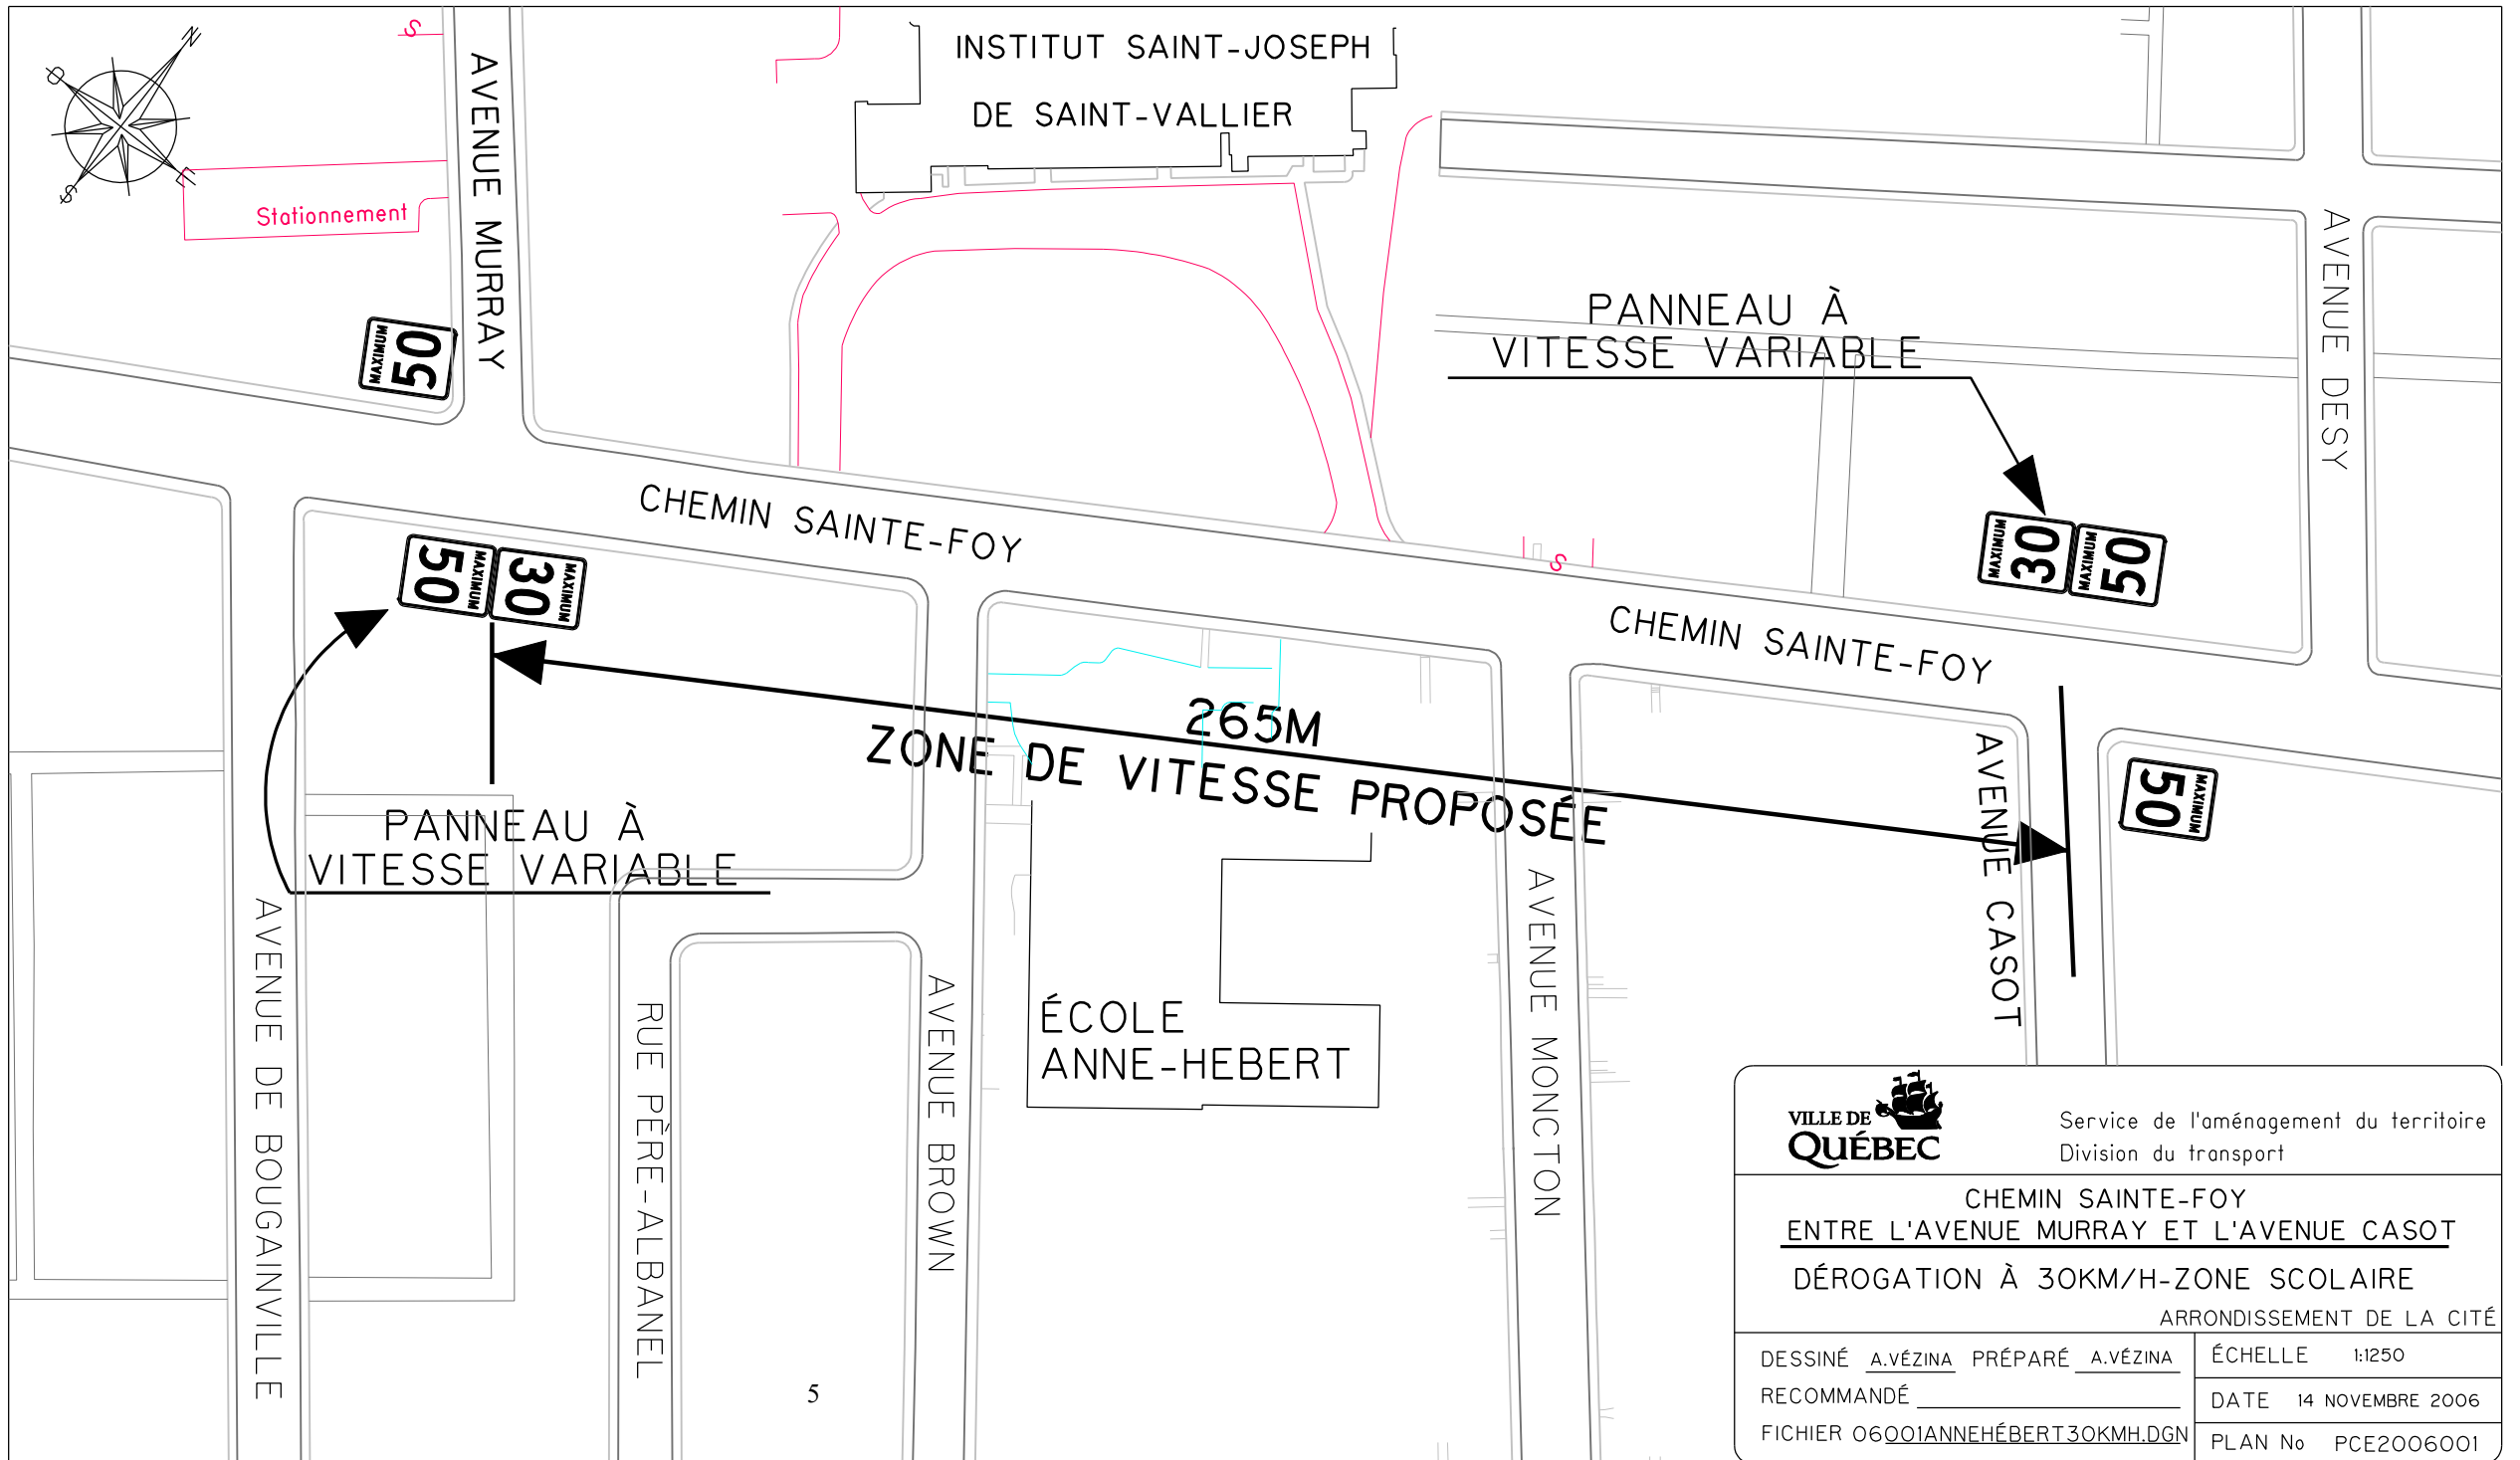 N
O
E
S
S
AVENUE MURRAY
INSTITUT SAINT-JOSEPH
DE SAINT-VALLIER
Stationnement
MAXIMUM
50
PANNEAU À
VITESSE VARIABLE
AVENUE DESY
CHEMIN SAINTE-FOY
MAXIMUM
50
MAXIMUM
30
MAXIMUM
30
MAXIMUM
50
S
CHEMIN SAINTE-FOY
265M
ZONE DE VITESSE PROPOSÉE
PANNEAU À
VITESSE VARIABLE
MAXIMUM
50
AVENUE CASOT
AVENUE DE BOUGAINVILLE
RUE PÈRE-ALBANEL
AVENUE BROWN
ÉCOLE
ANNE-HEBERT
AVENUE MONCTON
5
VILLE DE
QUÉBEC
Service de l'aménagement du territoire
Division du transport
CHEMIN SAINTE-FOY
ENTRE L'AVENUE MURRAY ET L'AVENUE CASOT
DÉROGATION À 30KM/H-ZONE SCOLAIRE
ARRONDISSEMENT DE LA CITÉ
DESSINÉ A.VÉZINA PRÉPARÉ A.VÉZINA
RECOMMANDÉ
FICHIER 06001ANNEHÉBERT30KMH.DGN
ÉCHELLE 1:1250
DATE 14 NOVEMBRE 2006
PLAN No PCE2006001